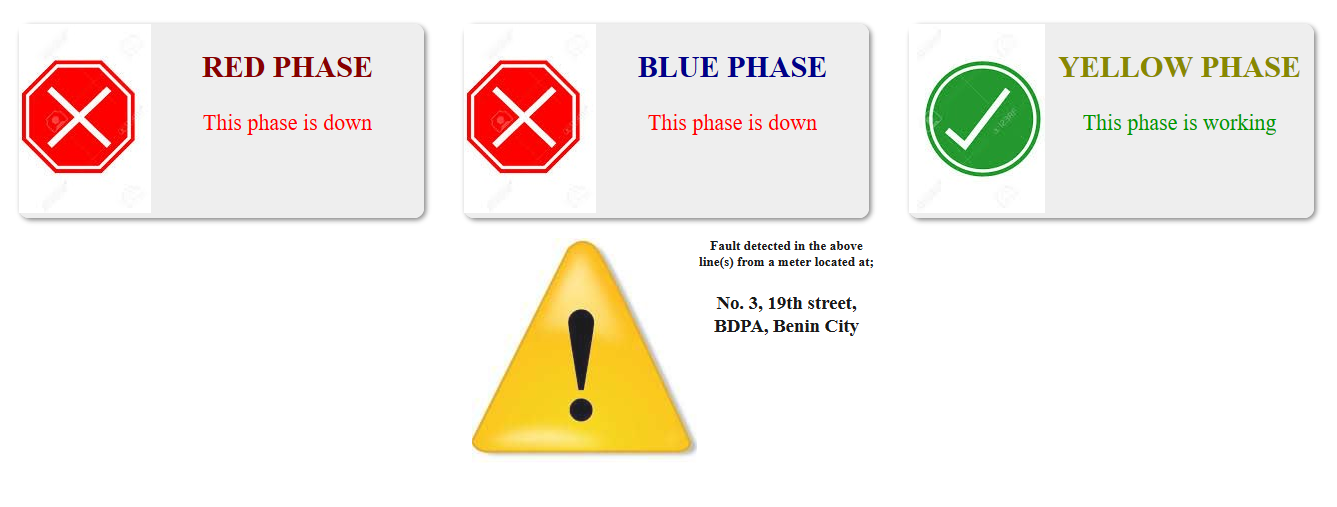 RED PHASE
This phase is down
BLUE PHASE
This phase is down
YELLOW PHASE
This phase is working
Fault detected in the above
line(s) from a meter located at;
No. 3, 19th street,
BDPA, Benin City